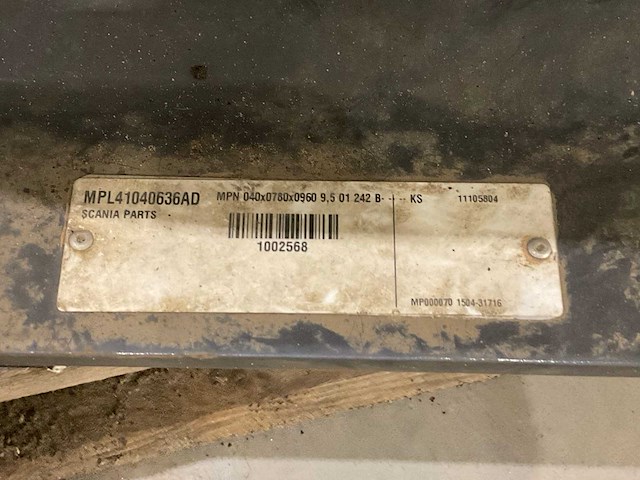 MPL41040636AD MPN 040x0780x0960 9,5 01 242 B- -- - KS 11105804
SCANIA PARTS
1002568
MP000070 1504-31716